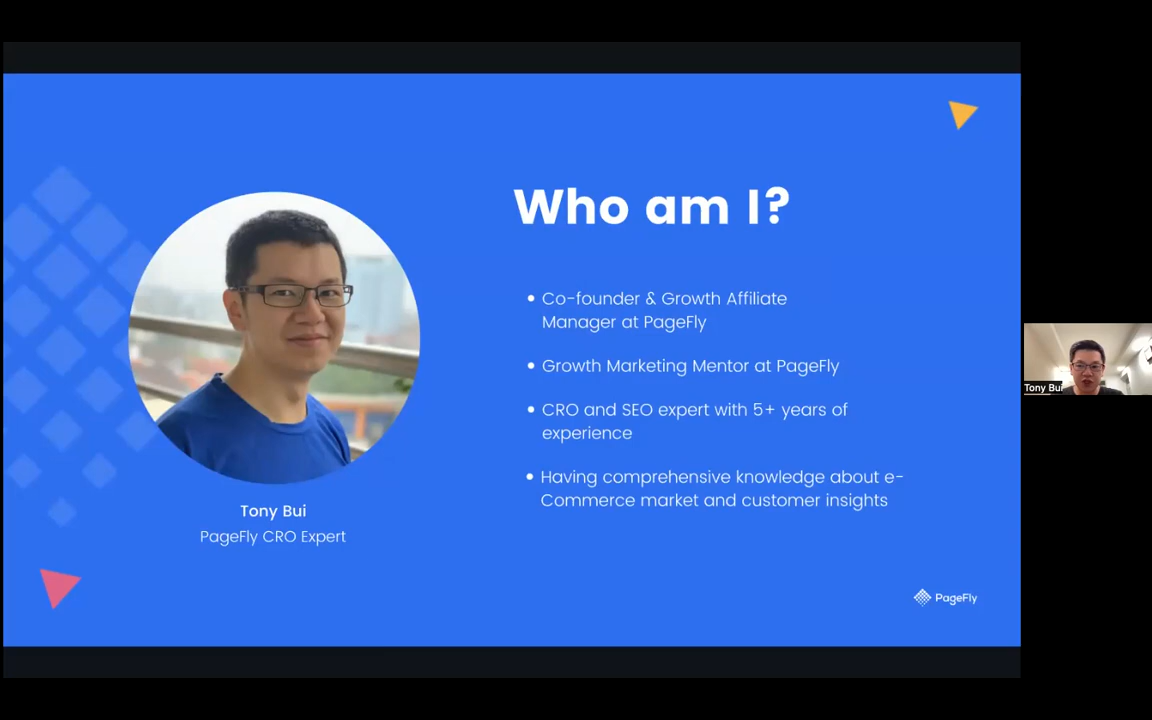 Who am I?
• Co-founder & Growth Affiliate
Manager at PageFly
• Growth Marketing Mentor at PageFly
• CRO and SEO expert with 5+ years of
experience
• Having comprehensive knowledge about e-
Commerce market and customer insights
Tony Bui
PageFly CRO Expert
PageFly
Tony Bui